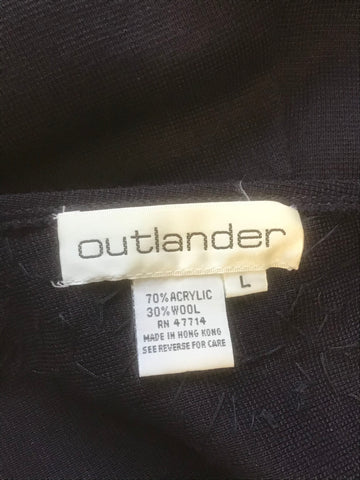 outlander
L
70% ACRYLIC
30% WOOL
RN 47714
MADE IN HONG KONG
SEE REVERSE FOR CARE